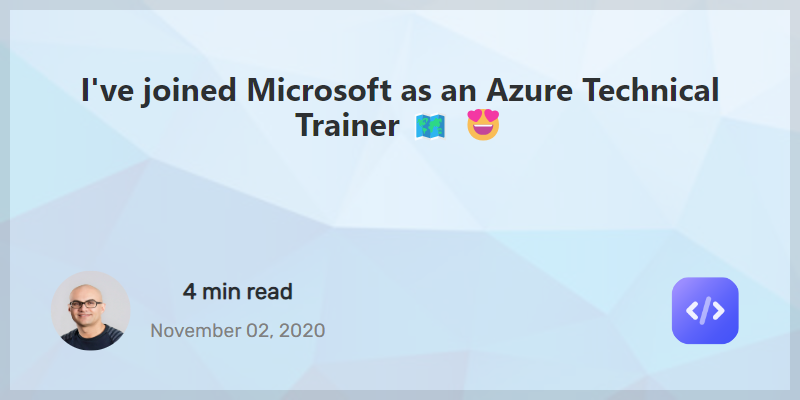 I've joined Microsoft as an Azure Technical
Trainer 🗺️ 😍
4 min read
November 02, 2020
</>